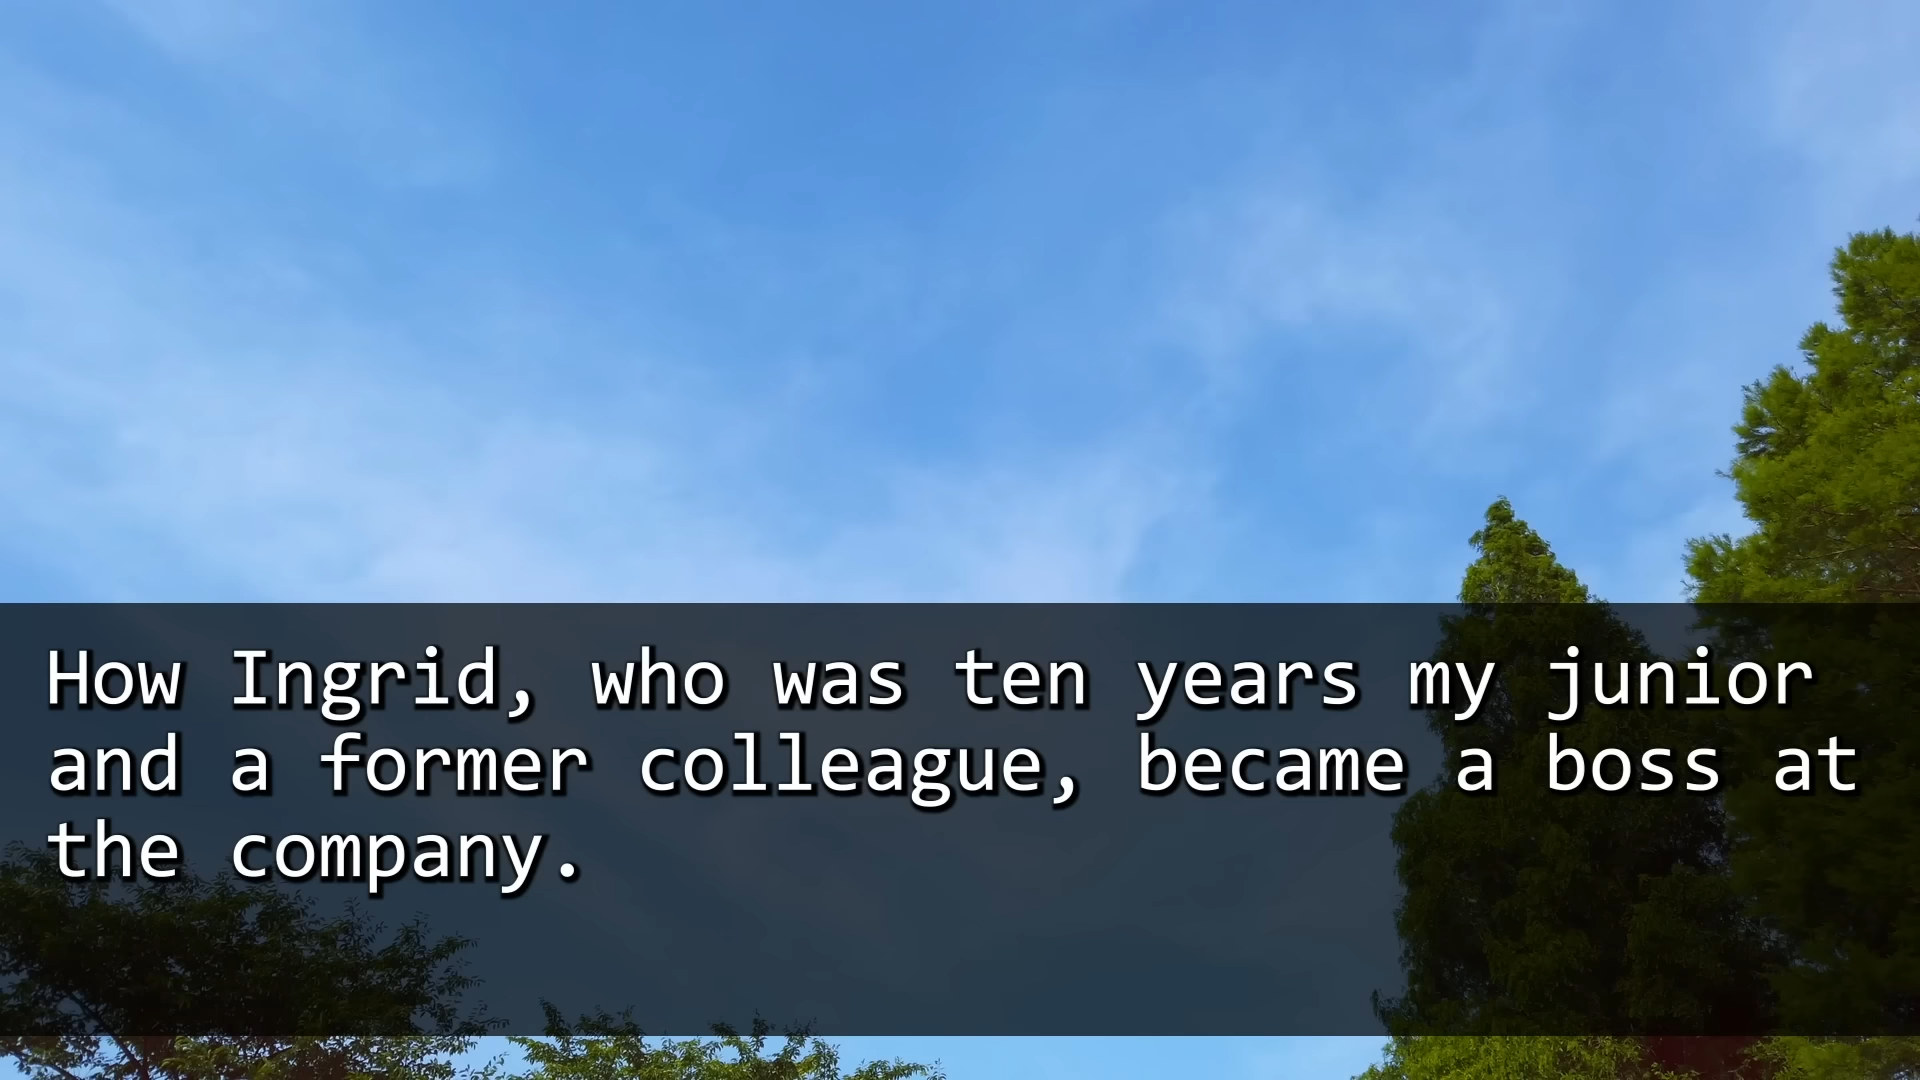 How Ingrid, who was ten years my junior
and a former colleague, became a boss at
the company.